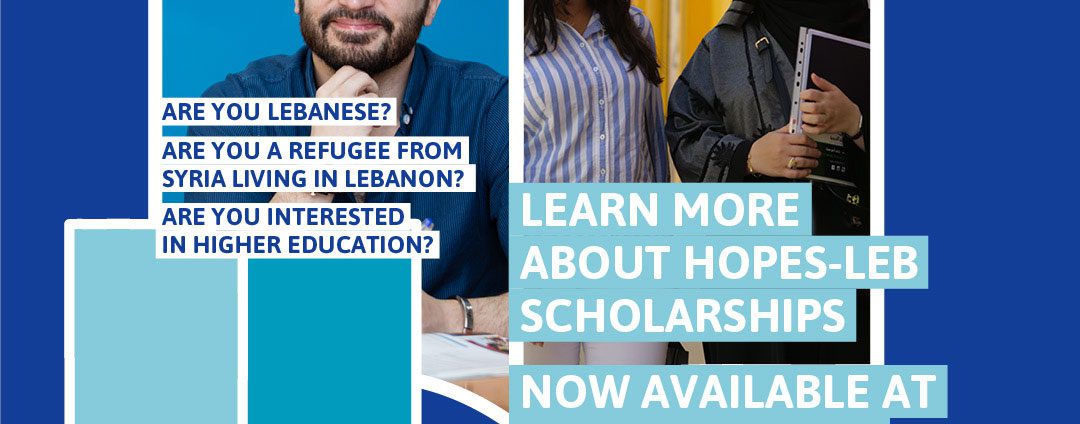 ARE YOU LEBANESE?
ARE YOU A REFUGEE FROM
SYRIA LIVING IN LEBANON?
ARE YOU INTERESTED
IN HIGHER EDUCATION?
LEARN MORE
ABOUT HOPES-LEB
SCHOLARSHIPS
NOW AVAILABLE AT